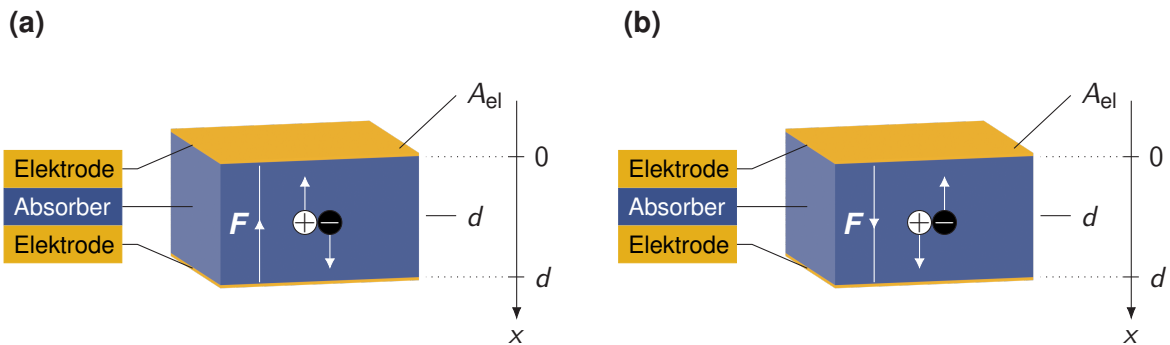 (a)
A_el
Elektrode
Absorber
Elektrode
F
+
−
0
d
d
x
(b)
A_el
Elektrode
Absorber
Elektrode
F
+
−
0
d
d
x